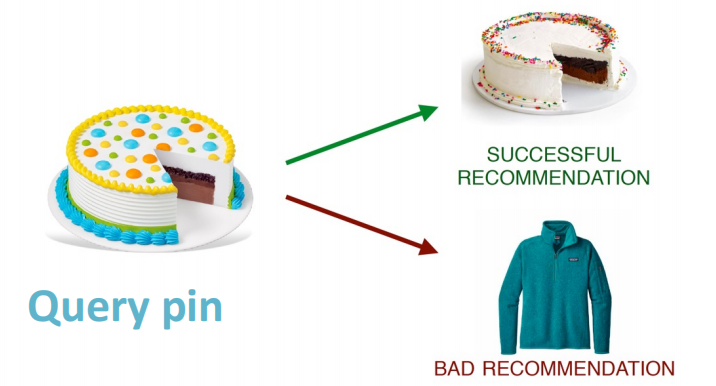 SUCCESSFUL
RECOMMENDATION
Query pin
BAD RECOMMENDATION